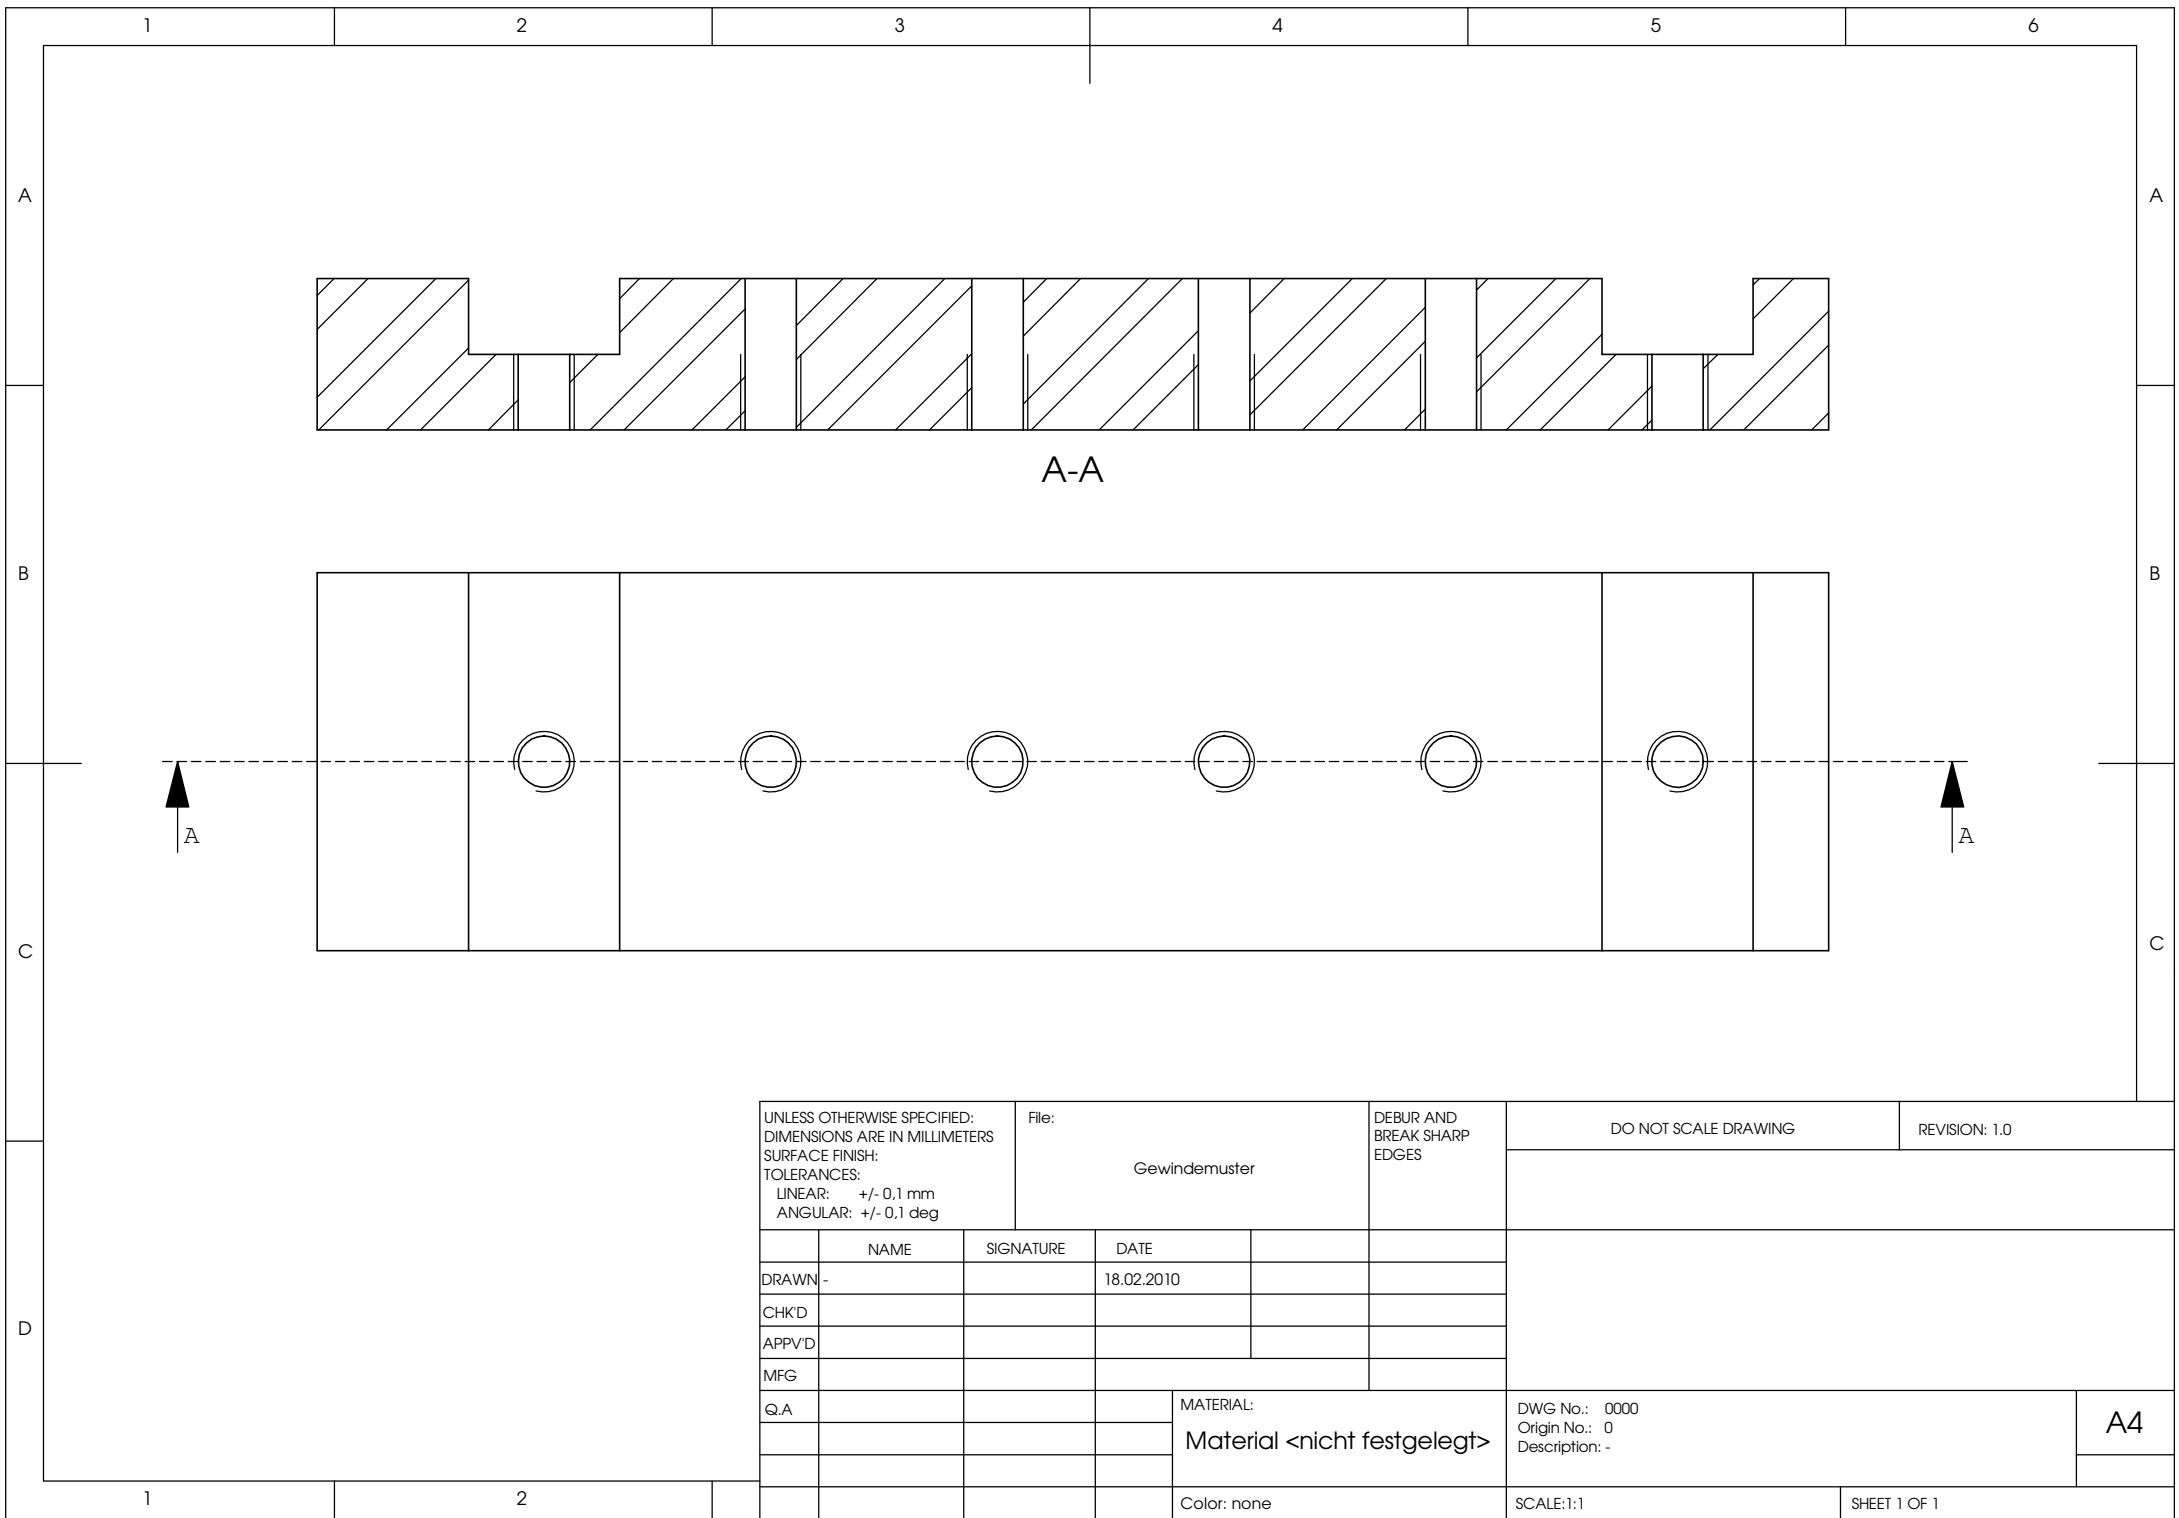 1 2 3 4 5 6
A A
A-A
B B
A A
C C
UNLESS OTHERWISE SPECIFIED:
DIMENSIONS ARE IN MILLIMETERS
SURFACE FINISH:
TOLERANCES:
LINEAR: +/- 0,1 mm
ANGULAR: +/- 0,1 deg
File:
Gewindemuster
DEBUR AND
BREAK SHARP
EDGES
DO NOT SCALE DRAWING
REVISION: 1.0
NAME SIGNATURE DATE
DRAWN - 18.02.2010
CHK'D
APPV'D
MFG
Q.A
D
MATERIAL:
Material <nicht festgelegt>
DWG No.: 0000
Origin No.: 0
Description: -
A4
1 2
Color: none
SCALE:1:1
SHEET 1 OF 1